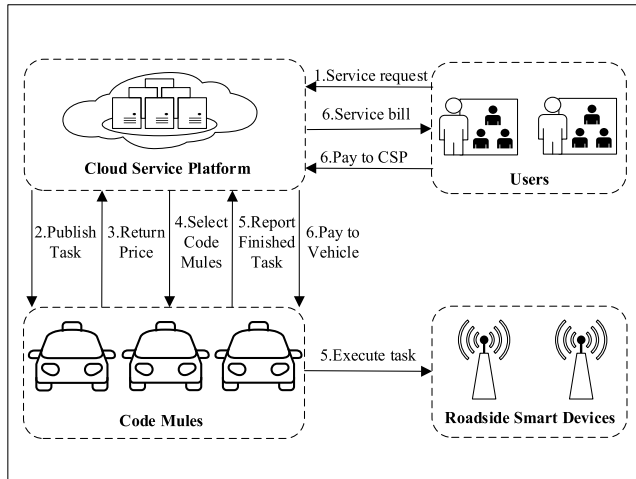 1.Service request
6.Service bill
6.Pay to CSP
Cloud Service Platform
Users
2.Publish
Task
3.Return
Price
4.Select
Code
Mules
5.Report
Finished
Task
6.Pay to
Vehicle
5.Execute task
Code Mules
Roadside Smart Devices